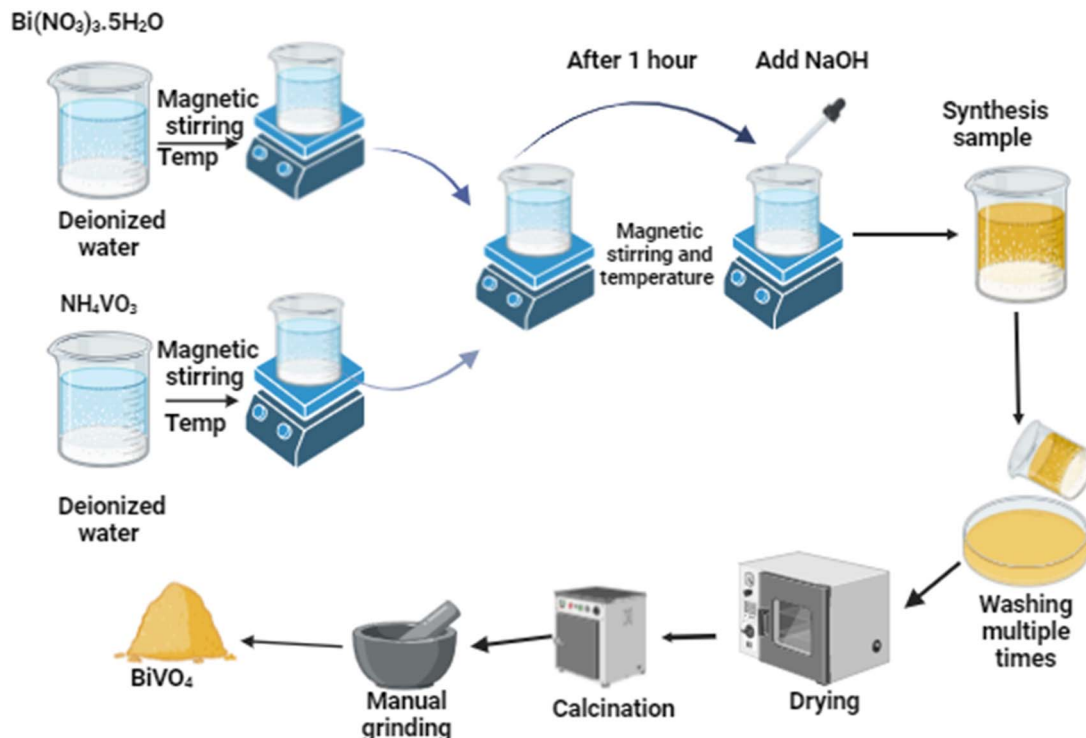 Bi(NO₃)₃.5H₂O
Magnetic
stirring
Temp
Deionized
water
NH₄VO₃
Magnetic
stirring
Temp
Deionized
water
After 1 hour
Add NaOH
Magnetic
stirring and
temperature
Synthesis
sample
Washing
multiple
times
Drying
Calcination
Manual
grinding
BiVO₄